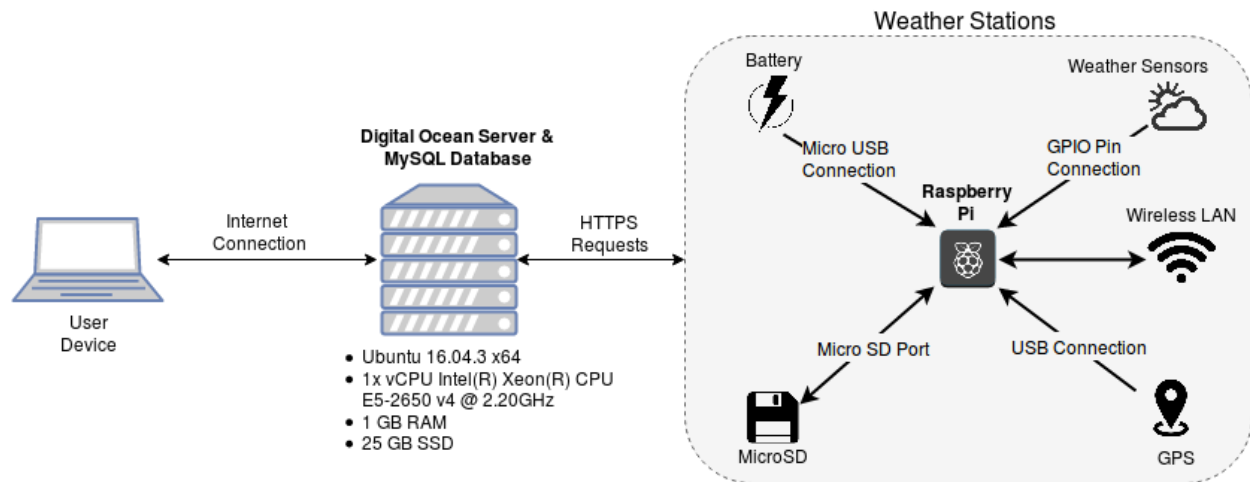 Weather Stations
Battery
Weather Sensors
Digital Ocean Server &
MySQL Database
Micro USB
Connection
GPIO Pin
Connection
Raspberry
Pi
Internet
Connection
HTTPS
Requests
Wireless LAN
User
Device
Micro SD Port
USB Connection
• Ubuntu 16.04.3 x64
• 1x vCPU Intel(R) Xeon(R) CPU
E5-2650 v4 @ 2.20GHz
• 1 GB RAM
• 25 GB SSD
MicroSD
GPS